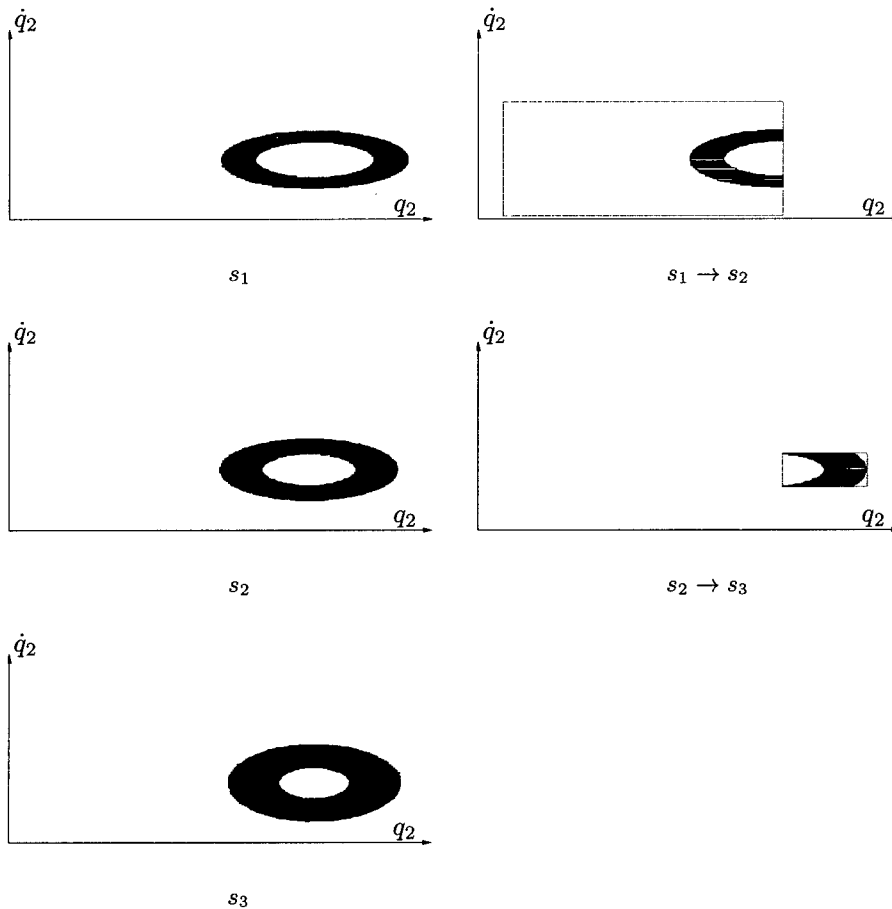 q̇₂
q̇₂
q₂
q₂
s₁
s₁ → s₂
q̇₂
q̇₂
q₂
q₂
s₂
s₂ → s₃
q̇₂
q₂
s₃